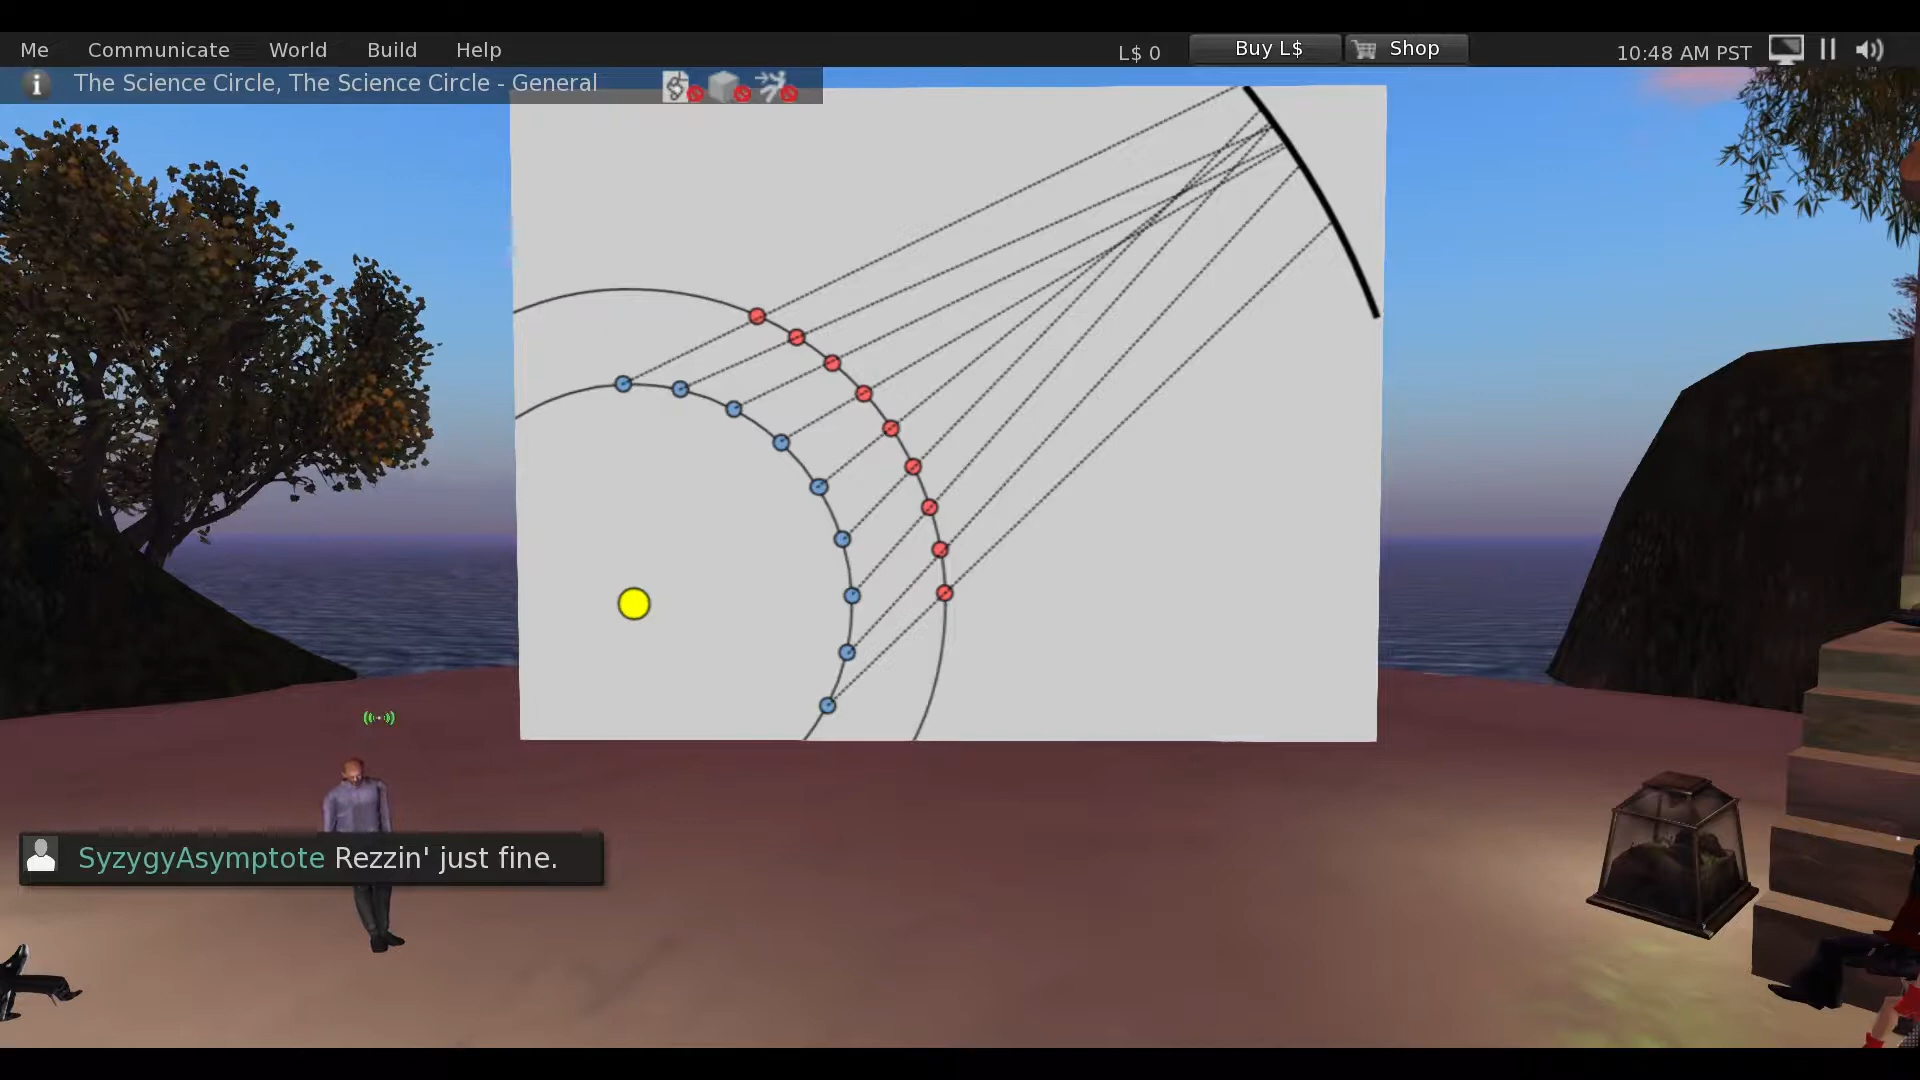 Me Communicate World Build Help L$ 0 Buy L$ Shop 10:48 AM PST
i The Science Circle, The Science Circle - General
SyzygyAsymptote Rezzin' just fine.